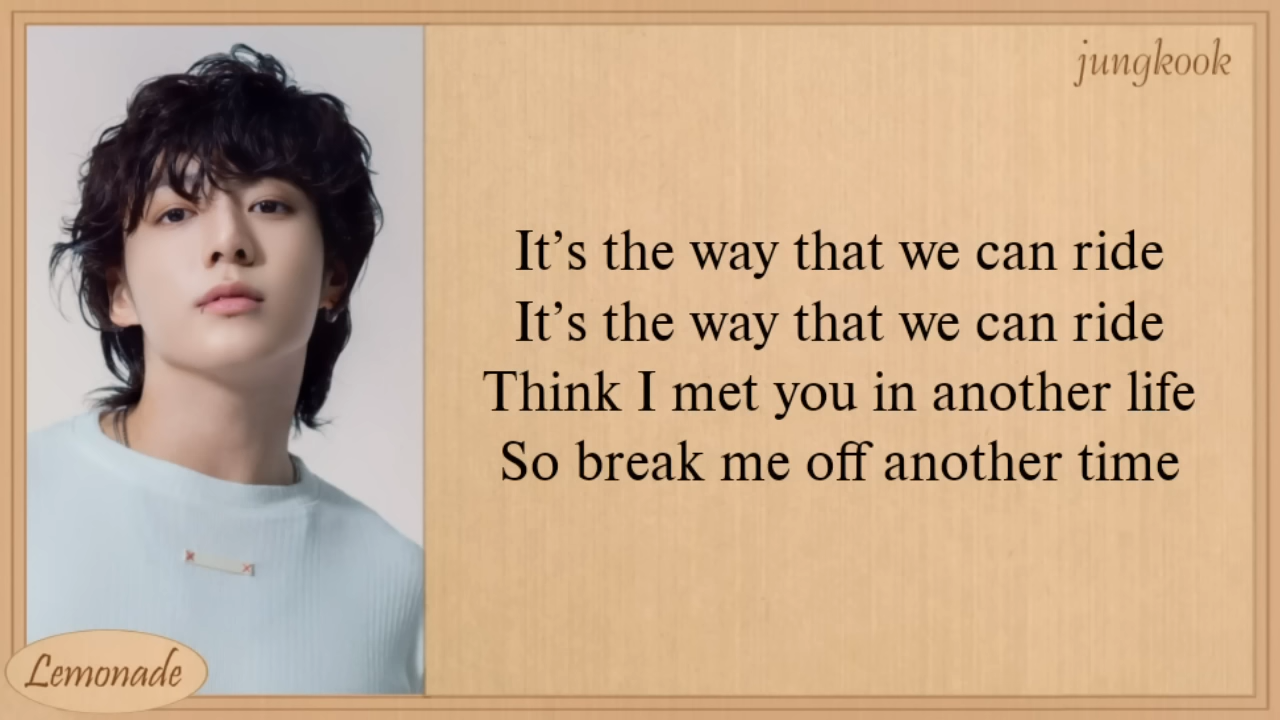 jungkook
It’s the way that we can ride
It’s the way that we can ride
Think I met you in another life
So break me off another time
Lemonade